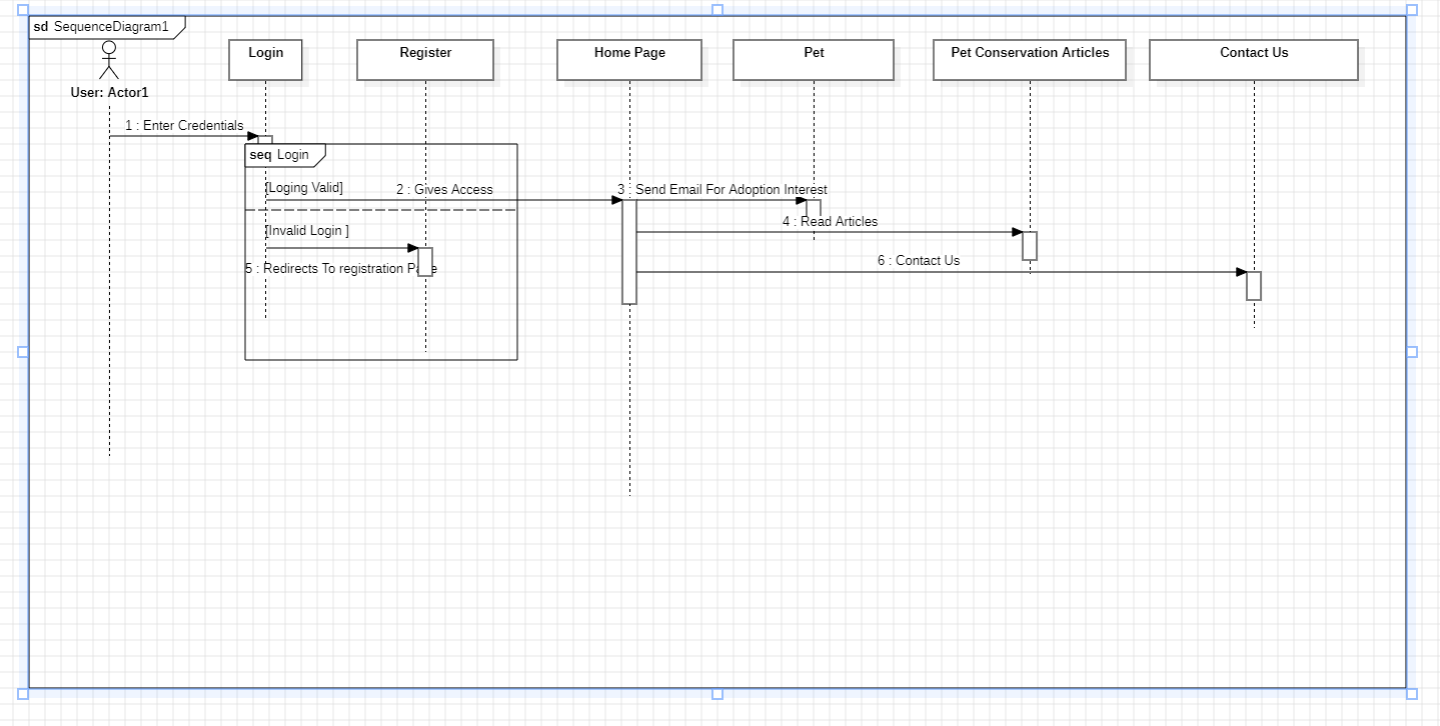 sd SequenceDiagram1
Login
Register
Home Page
Pet
Pet Conservation Articles
Contact Us
User: Actor1
1 : Enter Credentials
seq Login
[Loging Valid]
2 : Gives Access
3 : Send Email For Adoption Interest
4 : Read Articles
[Invalid Login ]
6 : Contact Us
5 : Redirects To registration Page